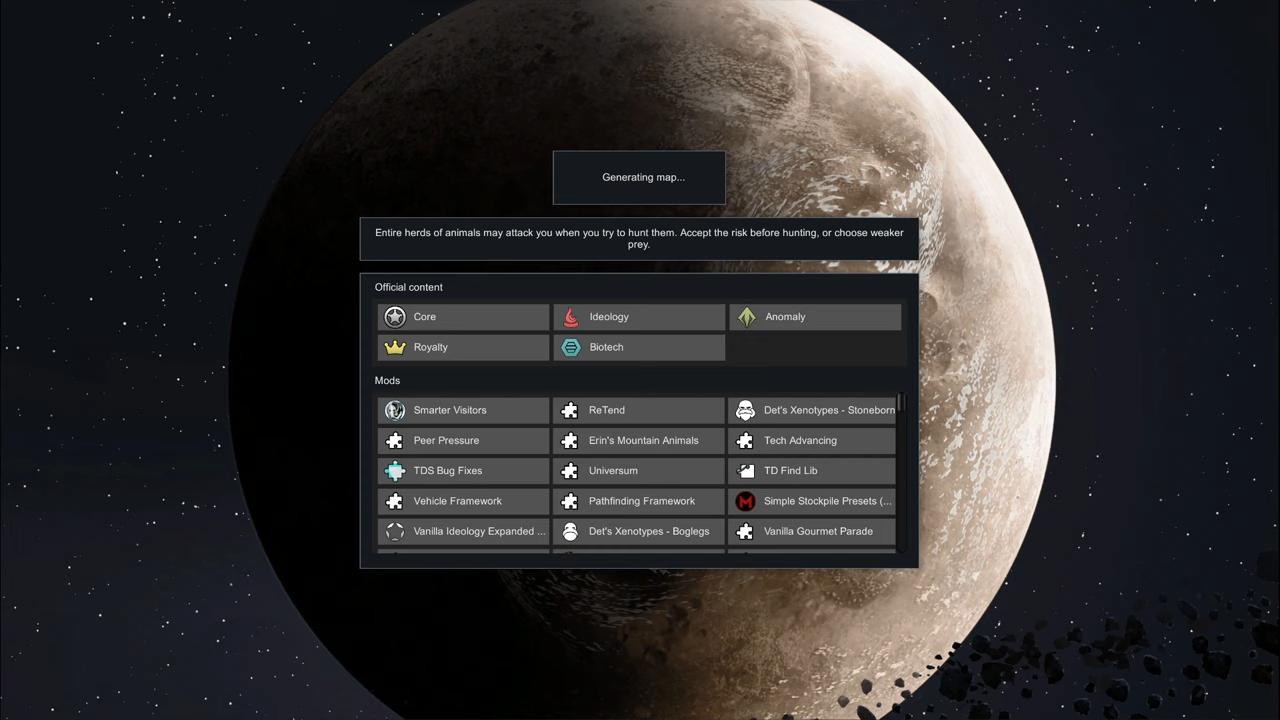 Generating map...
Entire herds of animals may attack you when you try to hunt them. Accept the risk before hunting, or choose weaker
prey.
Official content
Core
Ideology
Anomaly
Royalty
Biotech
Mods
Smarter Visitors
ReTend
Det's Xenotypes - Stoneborn
Peer Pressure
Erin's Mountain Animals
Tech Advancing
TDS Bug Fixes
Universum
TD Find Lib
Vehicle Framework
Pathfinding Framework
Simple Stockpile Presets (...
Vanilla Ideology Expanded ...
Det's Xenotypes - Boglegs
Vanilla Gourmet Parade